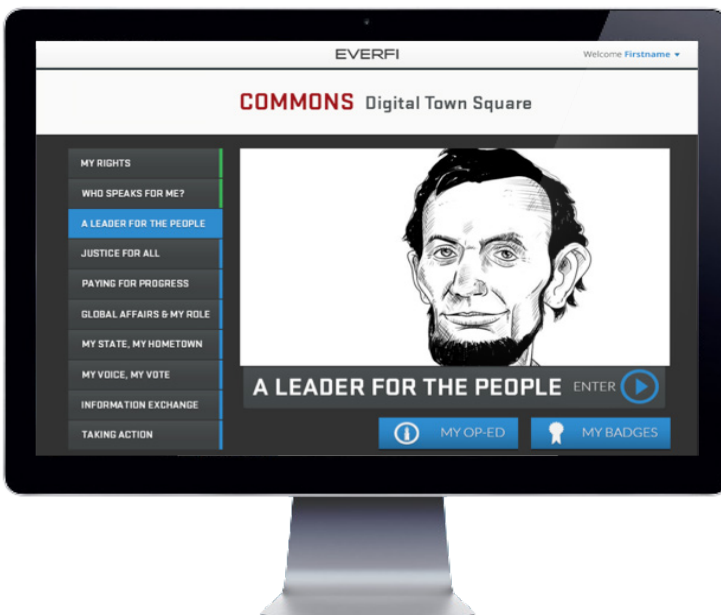 EVERFI
Welcome Firstname
COMMONS Digital Town Square
MY RIGHTS
WHO SPEAKS FOR ME?
A LEADER FOR THE PEOPLE
JUSTICE FOR ALL
PAYING FOR PROGRESS
GLOBAL AFFAIRS & MY ROLE
MY STATE, MY HOMETOWN
MY VOICE, MY VOTE
INFORMATION EXCHANGE
TAKING ACTION
A LEADER FOR THE PEOPLE ENTER
MY OP-ED
MY BADGES